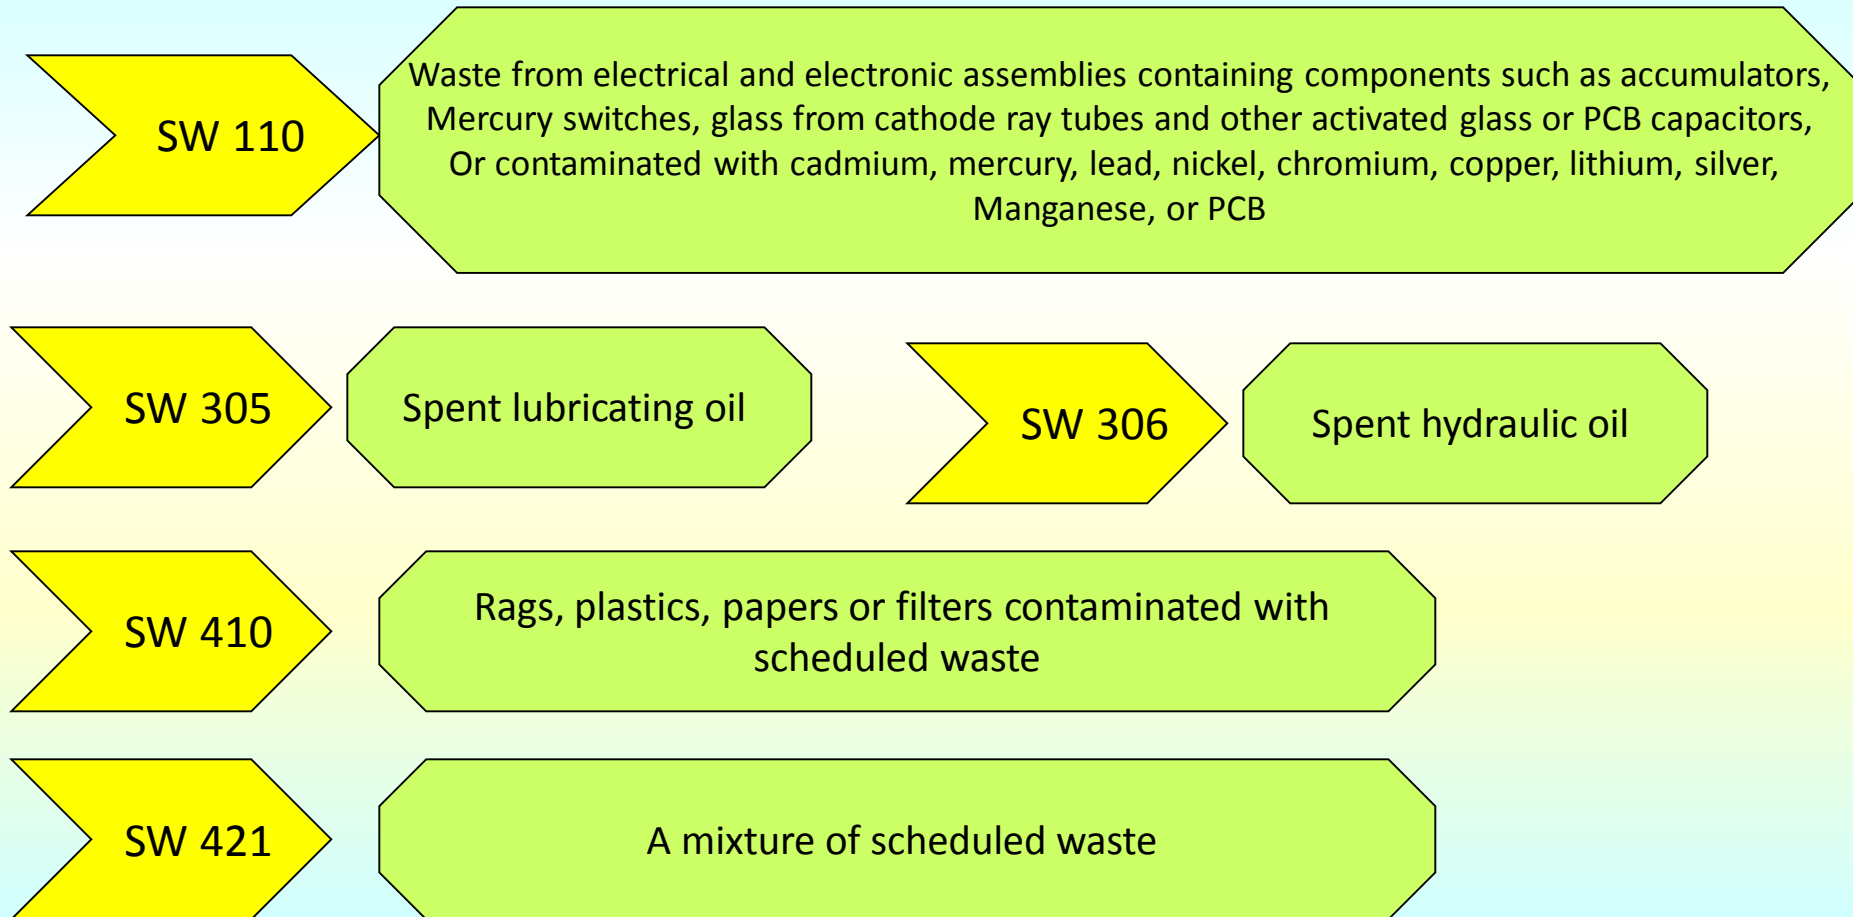 SW 110
Waste from electrical and electronic assemblies containing components such as accumulators,
Mercury switches, glass from cathode ray tubes and other activated glass or PCB capacitors,
Or contaminated with cadmium, mercury, lead, nickel, chromium, copper, lithium, silver,
Manganese, or PCB
SW 305
Spent lubricating oil
SW 306
Spent hydraulic oil
SW 410
Rags, plastics, papers or filters contaminated with
scheduled waste
SW 421
A mixture of scheduled waste